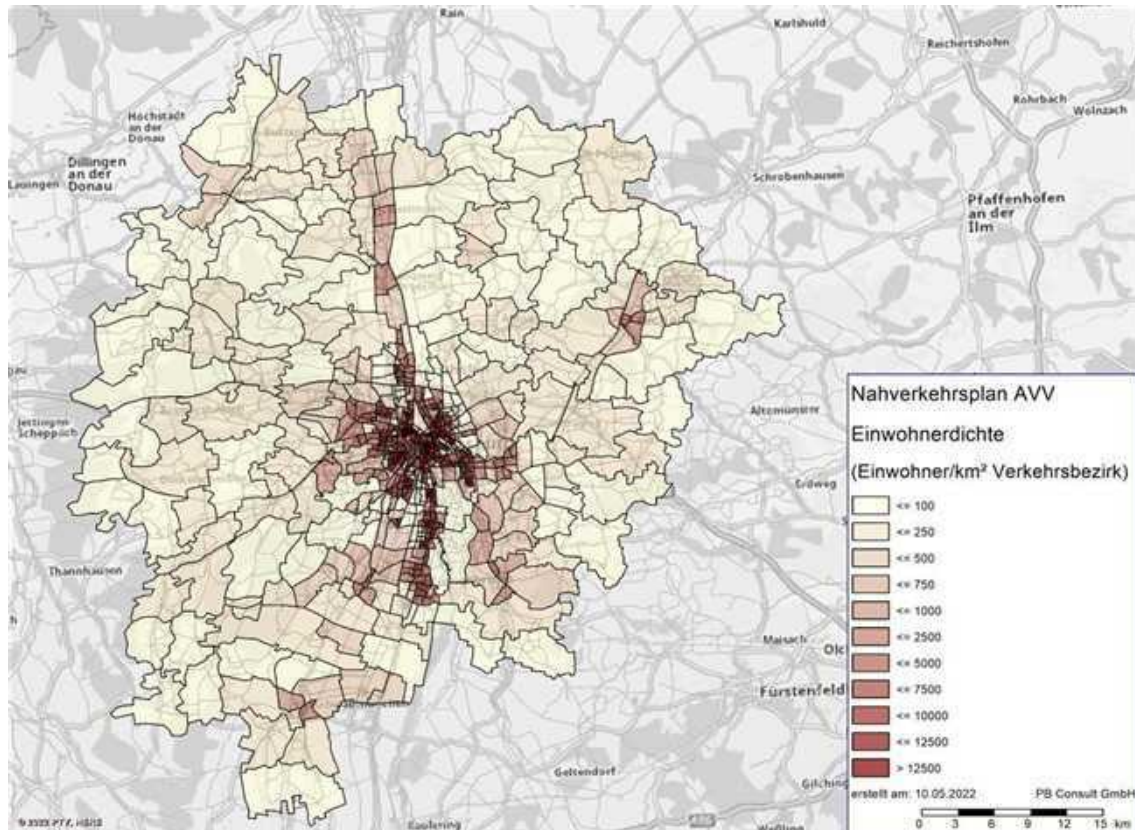 Rain
Karlshuld
Reichertshofen
Rohrbach
Wolnzach
Höchstädt
an der
Donau
Dillingen
an der
Donau
Lauingen
Schrobenhausen
Pfaffenhofen
an der
Ilm
Jettingen
Scheppach
Altomünster
Erdweg
Thannhausen
Maisach
Fürstenfeld
Geltendorf
Gilching
Kaufering
Nahverkehrsplan AVV
Einwohnerdichte
(Einwohner/km² Verkehrsbezirk)
<= 100
<= 250
<= 500
<= 750
<= 1000
<= 2500
<= 5000
<= 7500
<= 10000
<= 12500
> 12500
erstellt am: 10.05.2022 PB Consult GmbH
0 3 6 9 12 15 km